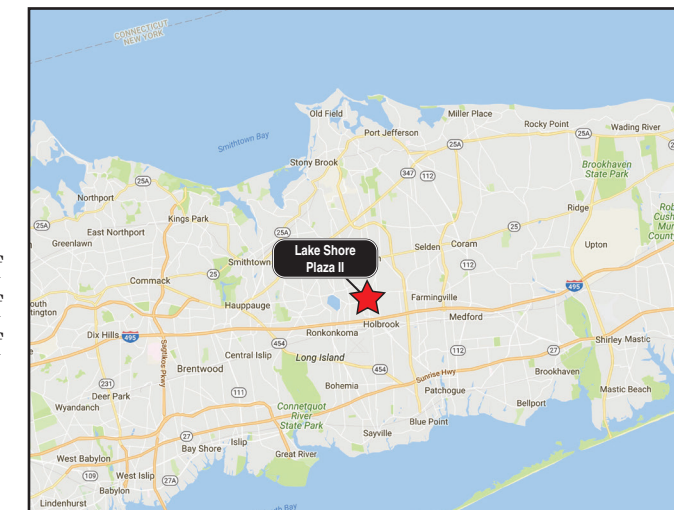 CONNECTICUT
NEW YORK
Old Field
Miller Place
Rocky Point
Wading River
25A
Port Jefferson
Smithtown Bay
25A
Stony Brook
Brookhaven
State Park
347
112
25A
Northport
Ridge
Kings Park
25A
25A
East Northport
Greenlawn
25
Upton
Lake Shore
Plaza II
Selden
Coram
Smithtown
112
Commack
25
495
Hauppauge
Farmingville
Medford
Holbrook
Ronkonkoma
Dix Hills
495
Shirley
Mastic
454
Sagtikos Pkwy
Central Islip
Long Island
112
27
Brentwood
454
Sunrise Hwy
Brookhaven
231
Deer Park
111
Bohemia
Patchogue
Mastic Beach
Wyandanch
Connetquot
River
State Park
Bellport
Blue Point
Sayville
27
Islip
Bay Shore
Great River
West Babylon
109
West Islip
27A
Babylon
Lindenhurst